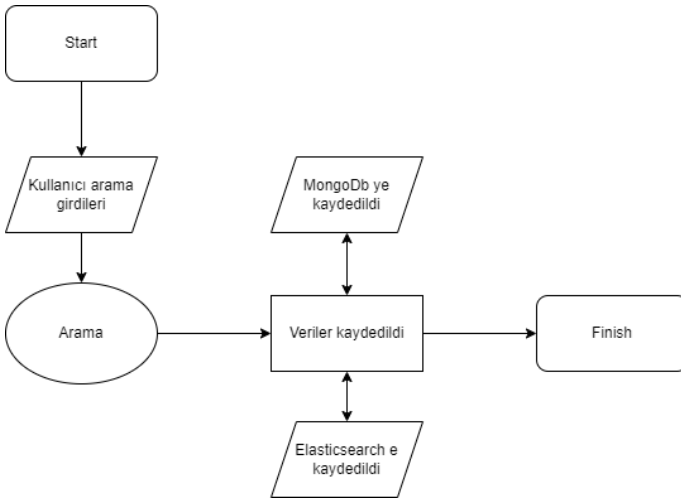 Start
Kullanıcı arama
girdileri
MongoDb ye
kaydedildi
Arama
Veriler kaydedildi
Finish
Elasticsearch e
kaydedildi